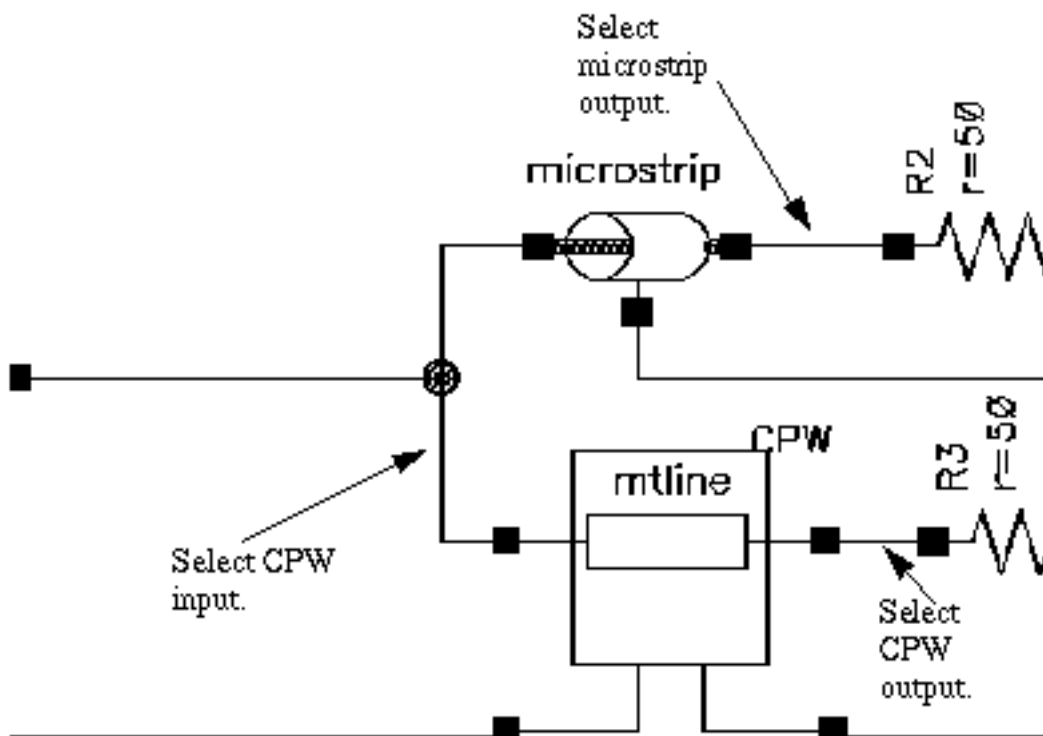 Select
microstrip
output.
microstrip
R2
r=50
CPW
mtline
R3
r=50
Select CPW
input.
Select
CPW
output.